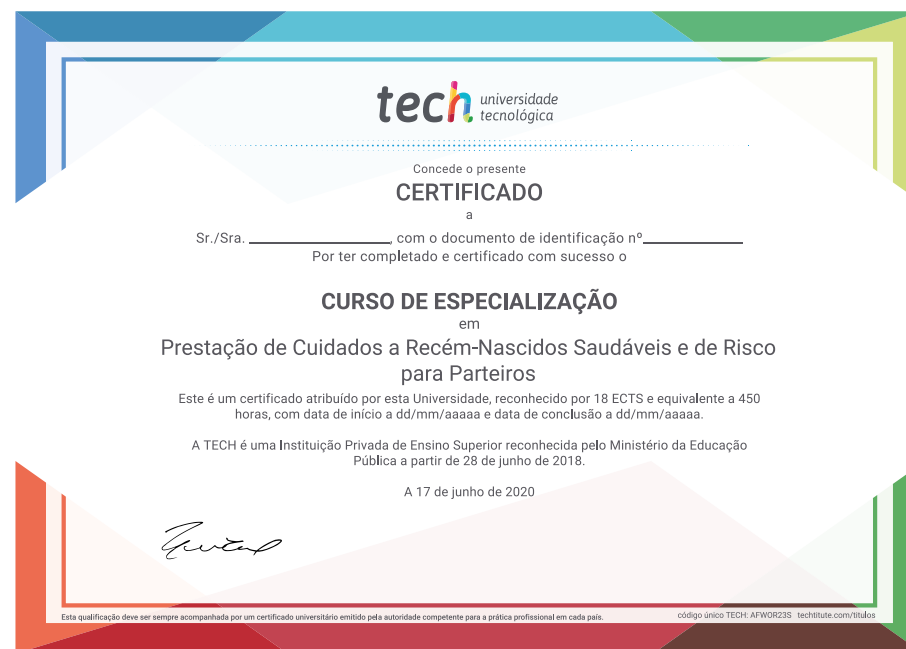 tech universidade
tecnológica
Concede o presente
CERTIFICADO
a
Sr./Sra. ____________________, com o documento de identificação nº______________
Por ter completado e certificado com sucesso o
CURSO DE ESPECIALIZAÇÃO
em
Prestação de Cuidados a Recém-Nascidos Saudáveis e de Risco
para Parteiros
Este é um certificado atribuído por esta Universidade, reconhecido por 18 ECTS e equivalente a 450
horas, com data de início a dd/mm/aaaaa e data de conclusão a dd/mm/aaaaa.
A TECH é uma Instituição Privada de Ensino Superior reconhecida pelo Ministério da Educação
Pública a partir de 28 de junho de 2018.
A 17 de junho de 2020
Esta qualificação deve ser sempre acompanhada por um certificado universitário emitido pela autoridade competente para a prática profissional em cada país.
código único TECH: AFWOR23S techtitute.com/titulos